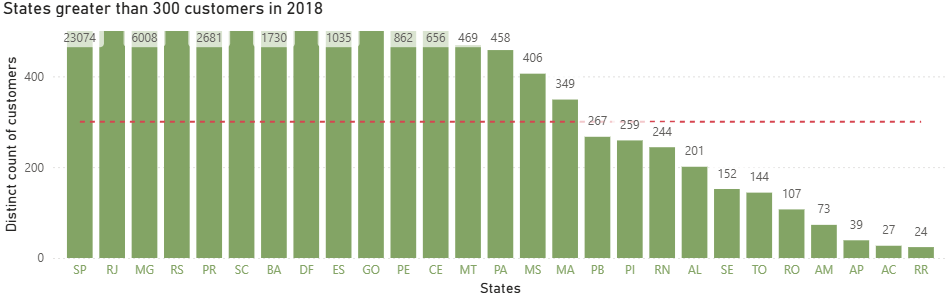 States greater than 300 customers in 2018
Distinct count of customers
400
200
0
23074 6008 2681 1730 1035 862 656 469 458 406 349 267 259 244 201 152 144 107 73 39 27 24
SP RJ MG RS PR SC BA DF ES GO PE CE MT PA MS MA PB PI RN AL SE TO RO AM AP AC RR
States